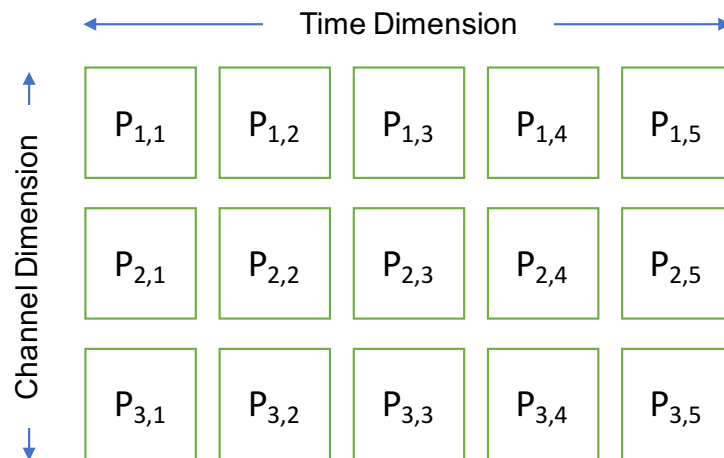 Time Dimension
Channel Dimension
P1,1 P1,2 P1,3 P1,4 P1,5
P2,1 P2,2 P2,3 P2,4 P2,5
P3,1 P3,2 P3,3 P3,4 P3,5